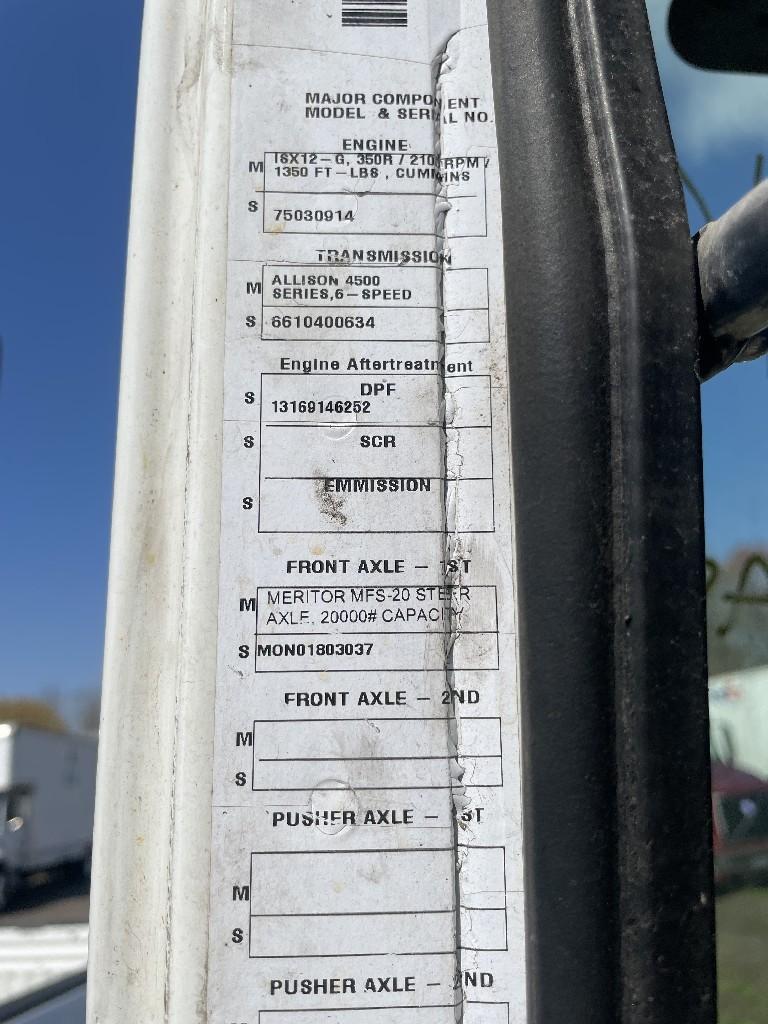 MAJOR COMPONENT
MODEL & SERIAL NO.
ENGINE
M ISX12-G, 350R / 2100 RPM /
1350 FT-LBS , CUMMINS
S 75030914
TRANSMISSION
M ALLISON 4500
SERIES,6-SPEED
S 6610400634
Engine Aftertreatment
DPF
S 13169146252
S SCR
EMMISSION
S
FRONT AXLE - 1ST
M MERITOR MFS-20 STEER
AXLE, 20000# CAPACITY
S MON01803037
FRONT AXLE - 2ND
M
S
PUSHER AXLE - 1ST
M
S
PUSHER AXLE - 2ND